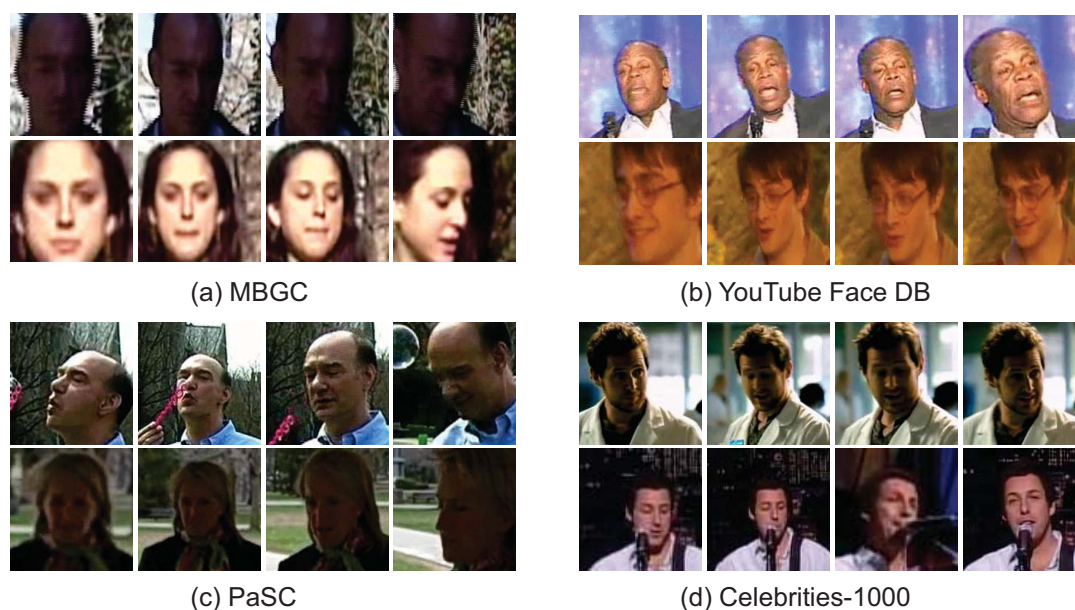 (a) MBGC
(b) YouTube Face DB
(c) PaSC
(d) Celebrities-1000